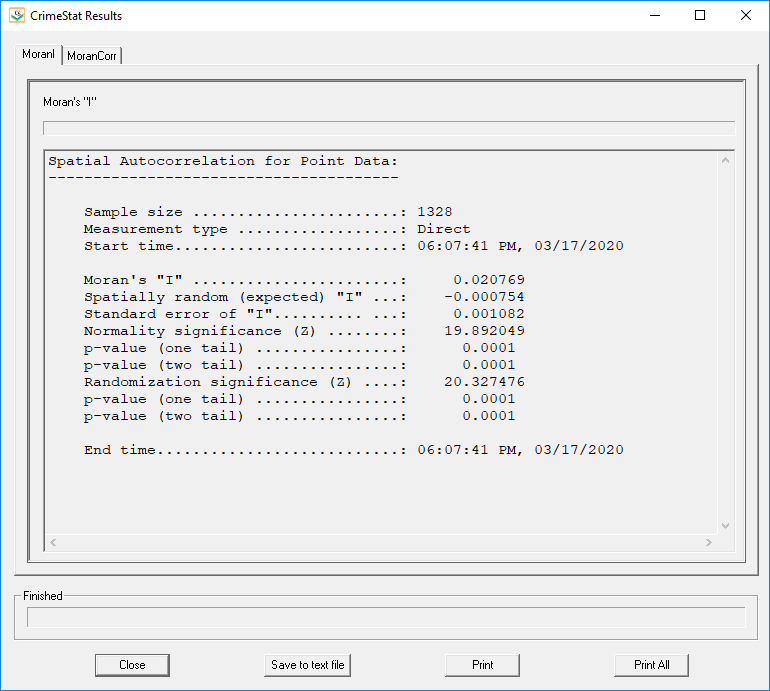 CrimeStat Results
MoranI MoranCorr
Moran's "I"
Spatial Autocorrelation for Point Data:
---------------------------------------
Sample size .......................: 1328
Measurement type ..................: Direct
Start time.........................: 06:07:41 PM, 03/17/2020
Moran's "I" .......................: 0.020769
Spatially random (expected) "I" ...: -0.000754
Standard error of "I".......... ...: 0.001082
Normality significance (Z) ........: 19.892049
p-value (one tail) ................: 0.0001
p-value (two tail) ................: 0.0001
Randomization significance (Z) ....: 20.327476
p-value (one tail) ................: 0.0001
p-value (two tail) ................: 0.0001
End time...........................: 06:07:41 PM, 03/17/2020
Finished
Close Save to text file Print Print All